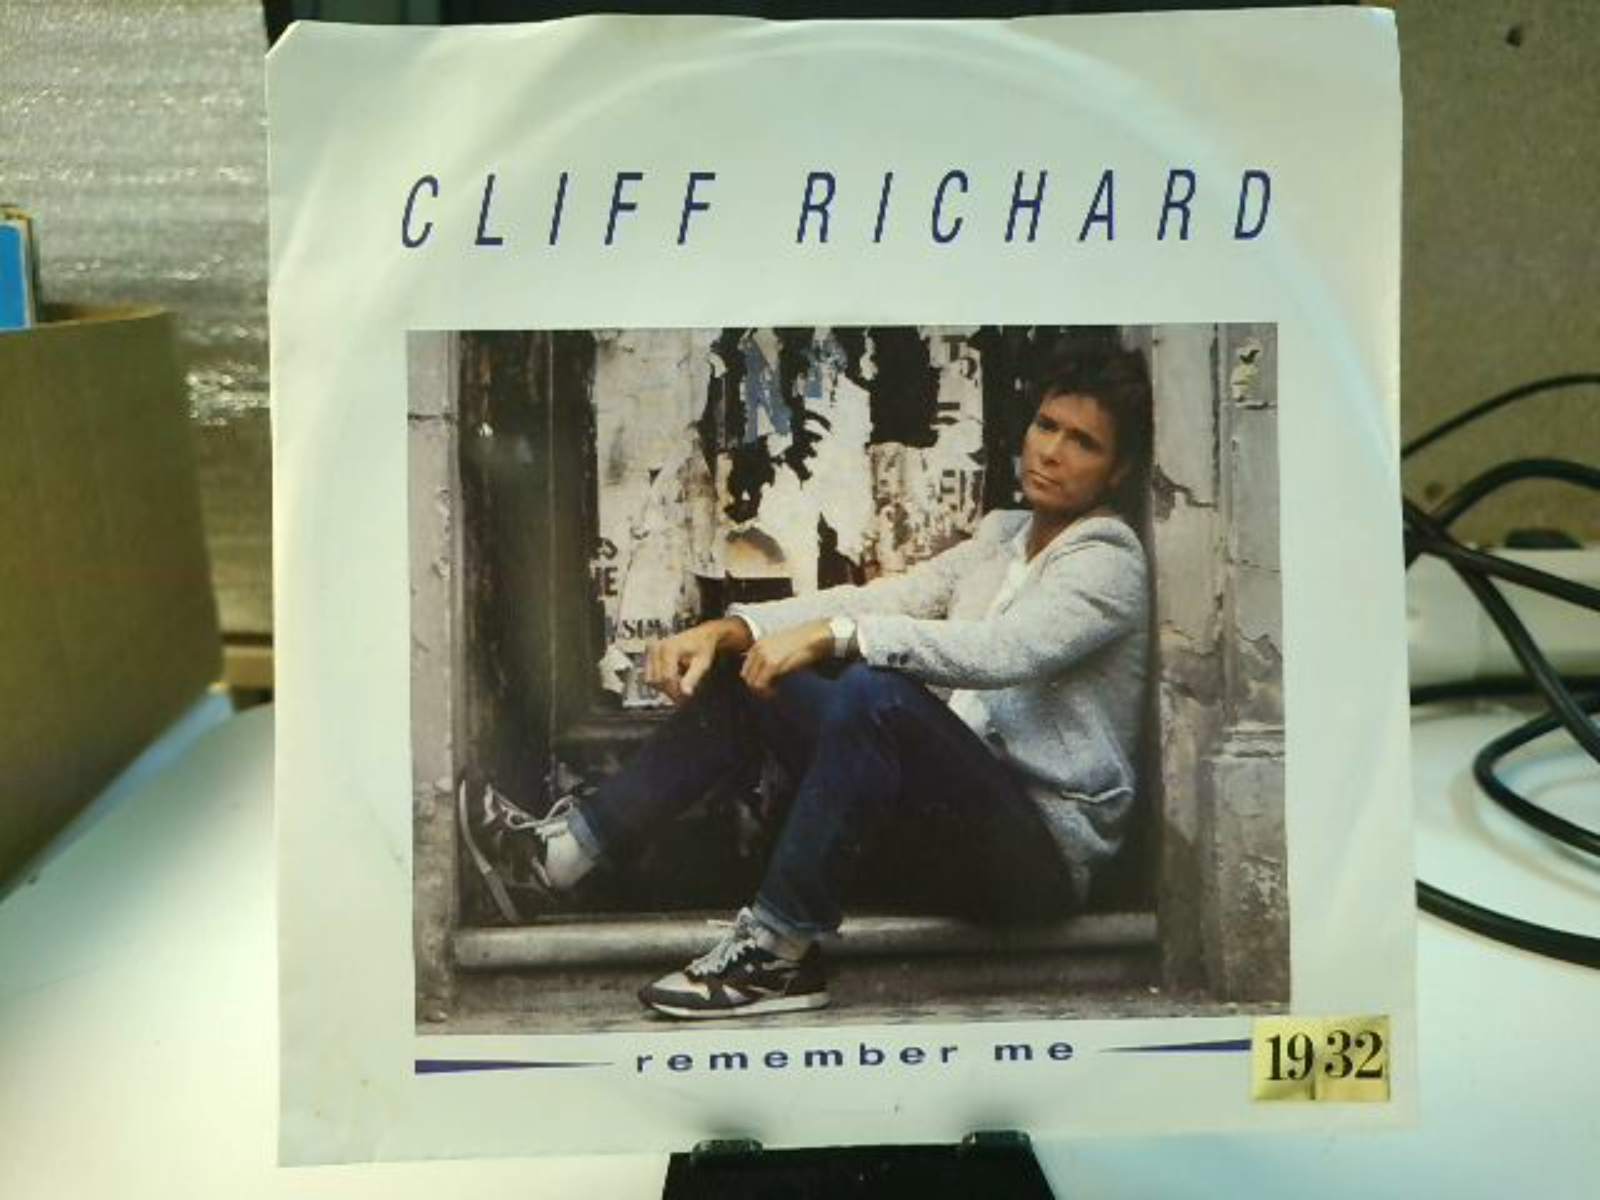 CLIFF RICHARD
remember me
1932